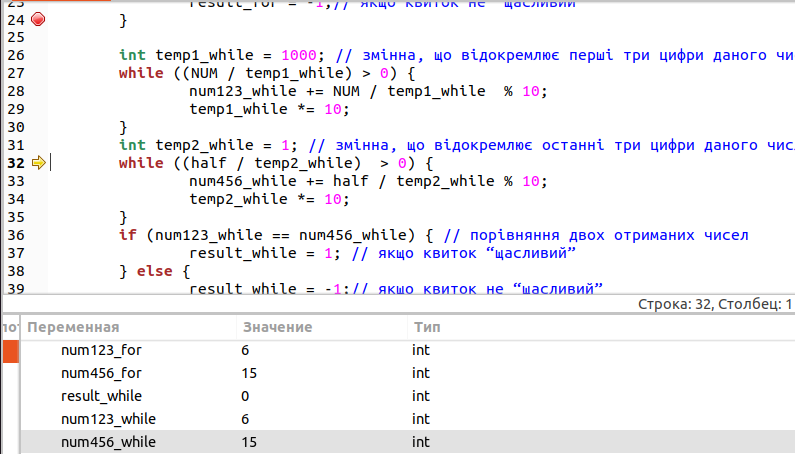 23 result_for = -1;// якщо квиток не “щасливий”
24 }
25
26 int temp1_while = 1000; // змінна, що відокремлює перші три цифри даного
27 while ((NUM / temp1_while) > 0) {
28 num123_while += NUM / temp1_while % 10;
29 temp1_while *= 10;
30 }
31 int temp2_while = 1; // змінна, що відокремлює останні три цифри даного
32 while ((half / temp2_while) > 0) {
33 num456_while += half / temp2_while % 10;
34 temp2_while *= 10;
35 }
36 if (num123_while == num456_while) { // порівняння двох отриманих чисел
37 result_while = 1; // якщо квиток “щасливий”
38 } else {
39 result_while = -1;// якщо квиток не “щасливий”
Строка: 32, Столбец: 1
Переменная Значение Тип
num123_for 6 int
num456_for 15 int
result_while 0 int
num123_while 6 int
num456_while 15 int